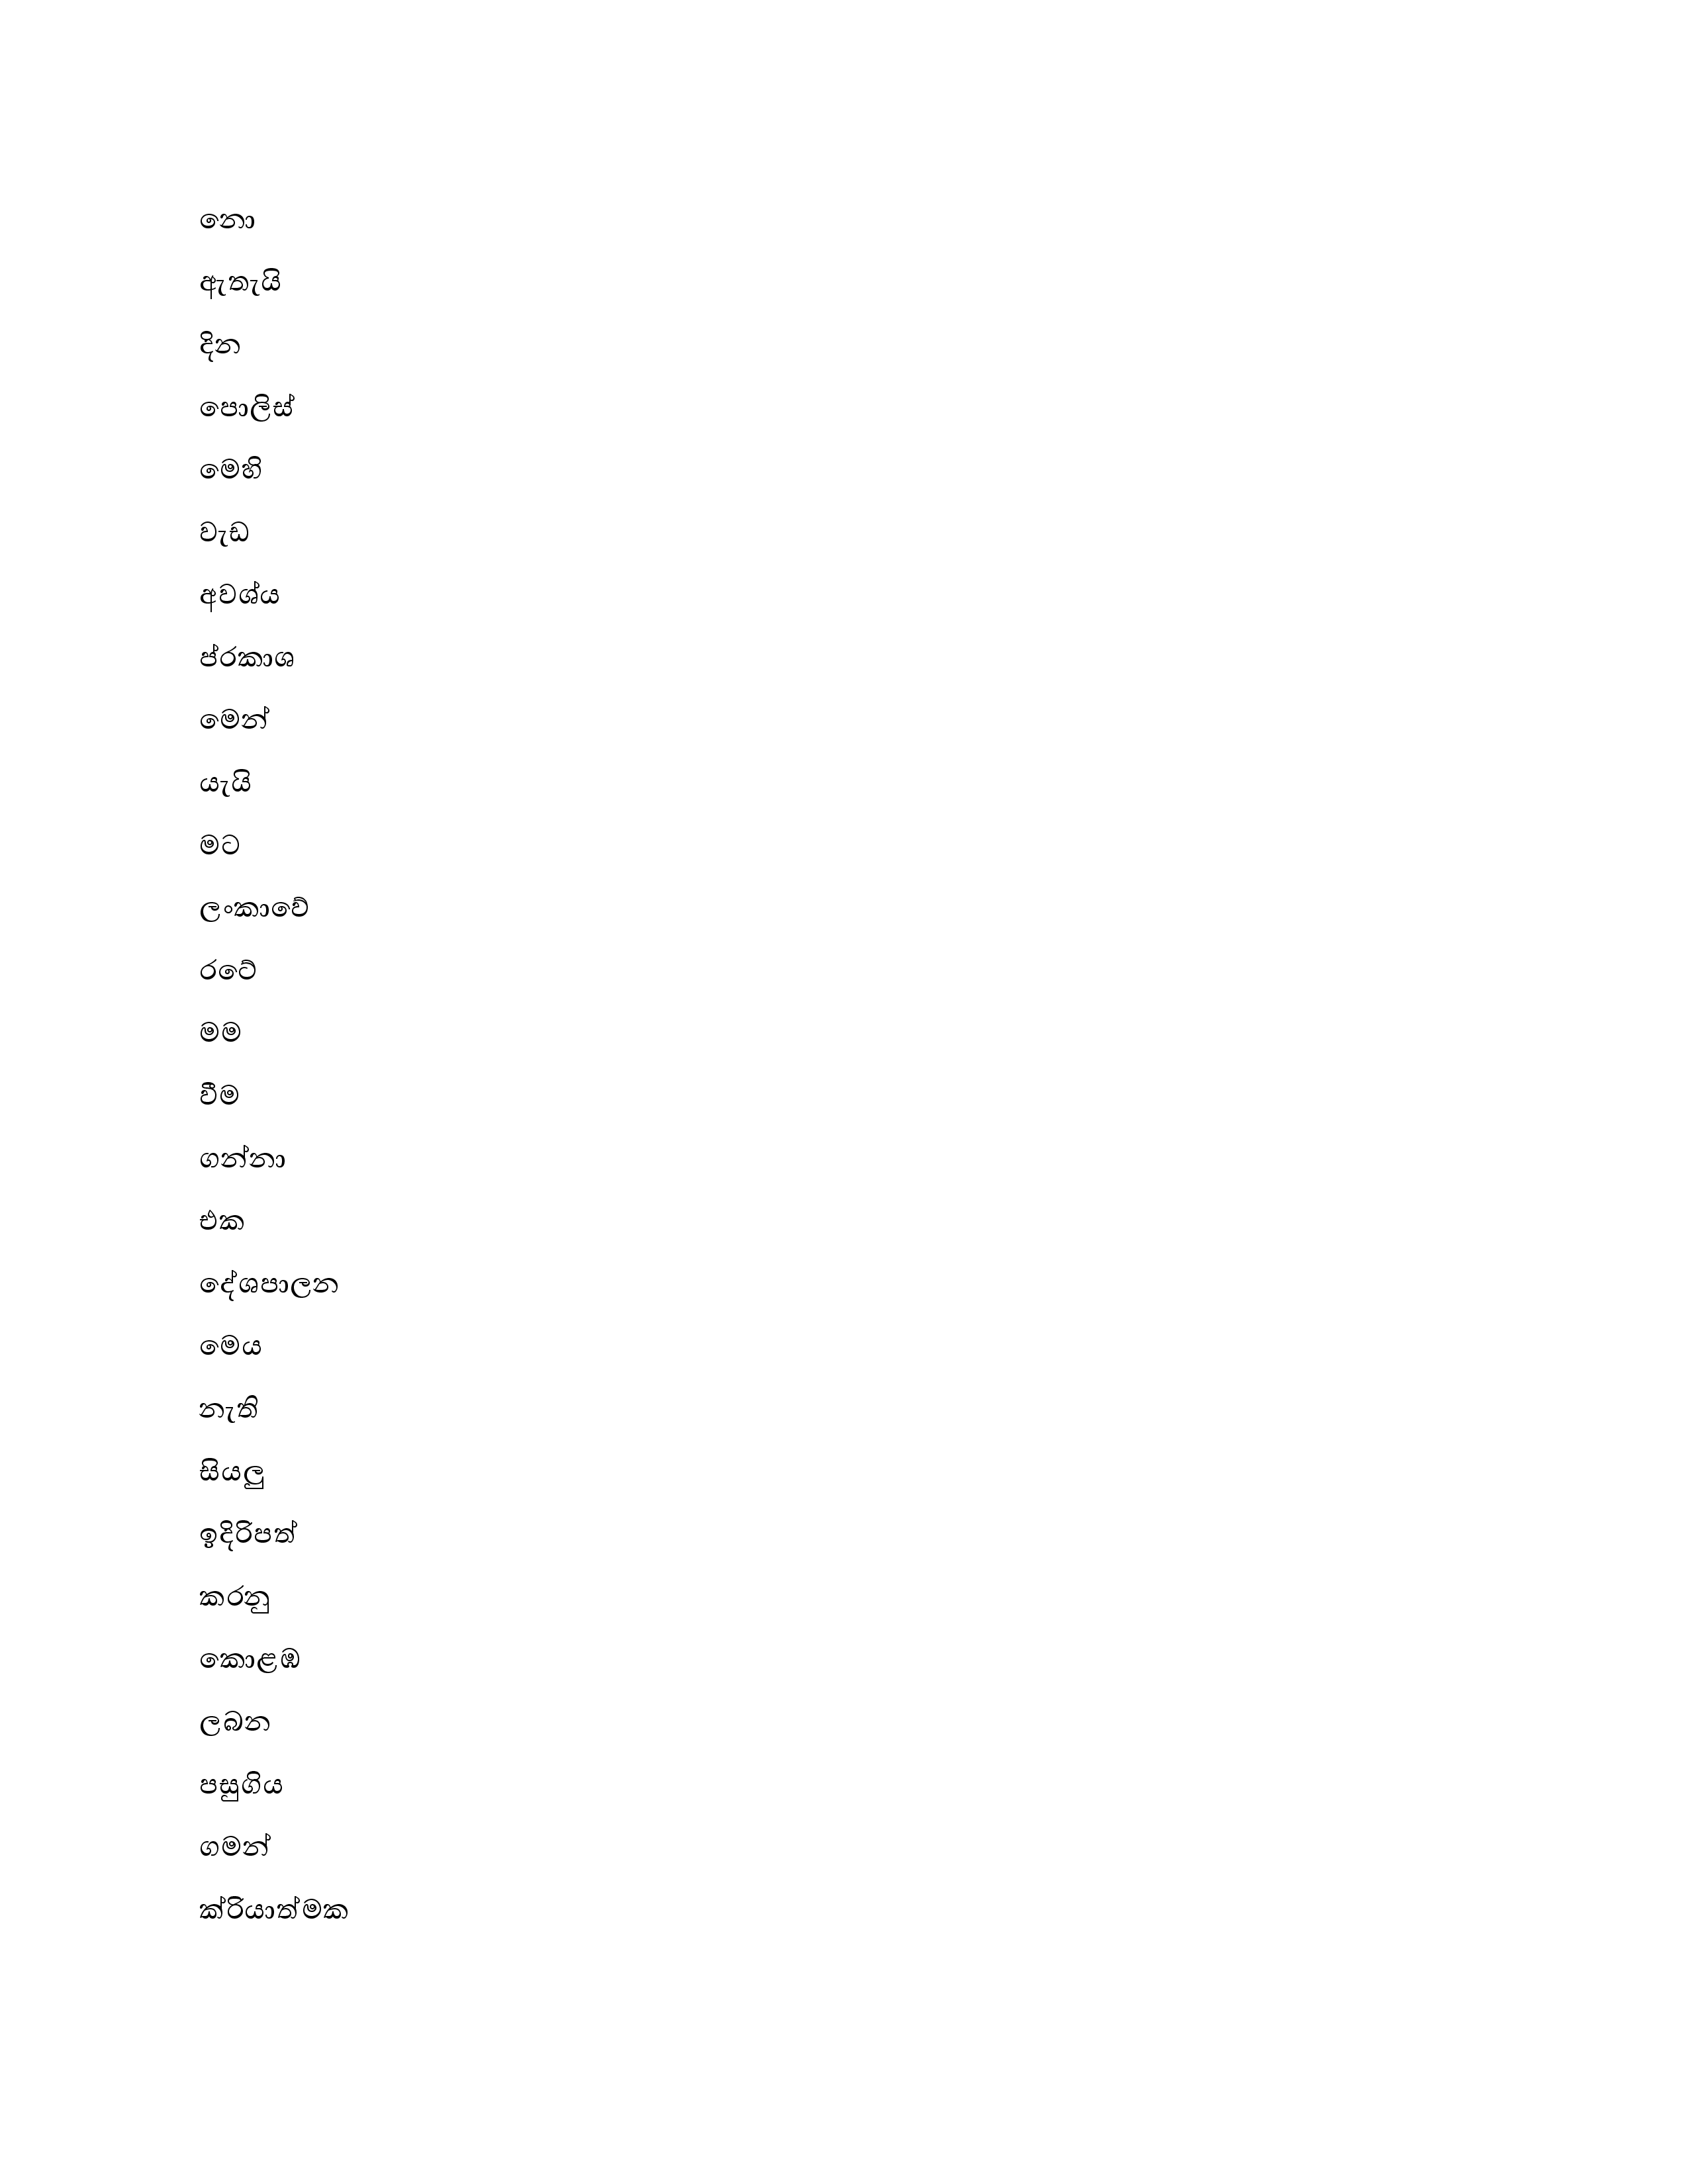 නො
ඇතැයි
දින
පොලිස්
මෙහි
වැඩ
අවශ්ය
ප්රකාශ
මෙන්
යැයි
මට
ලංකාවේ
රටේ
මම
වීම
ගන්නා
එක
දේශපාලන
මෙය
නැති
සියලු
ඉදිරිපත්
කරනු
කොළඹ
ලබන
පසුගිය
ගමන්
ක්රියාත්මක